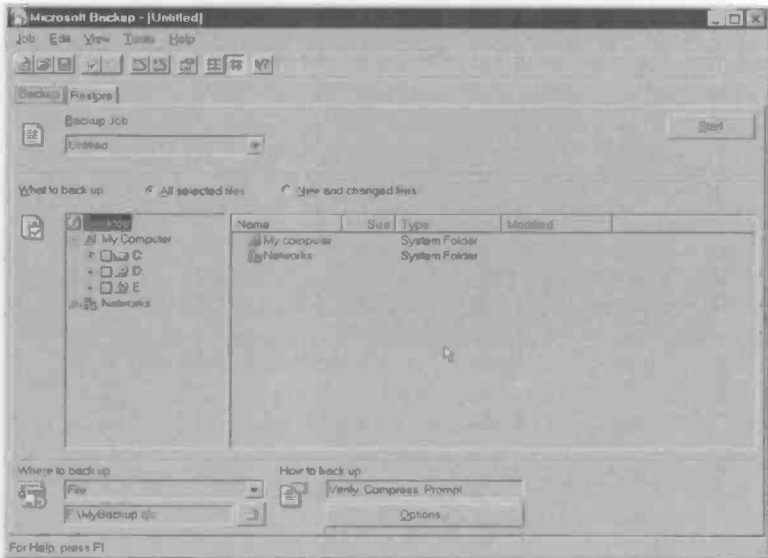 Microsoft Backup - [Untitled]
Job Edit View Tools Help
Backup Restore
Backup Job
Untitled
Start
What to back up
All selected files
New and changed files
Name Size Type Modified
My Computer
C:
D:
E
Networks
My computer System Folder
Networks System Folder
Where to back up
File
F:\MyBackup.qic
How to back up
Verify, Compress, Prompt
Options
For Help, press F1